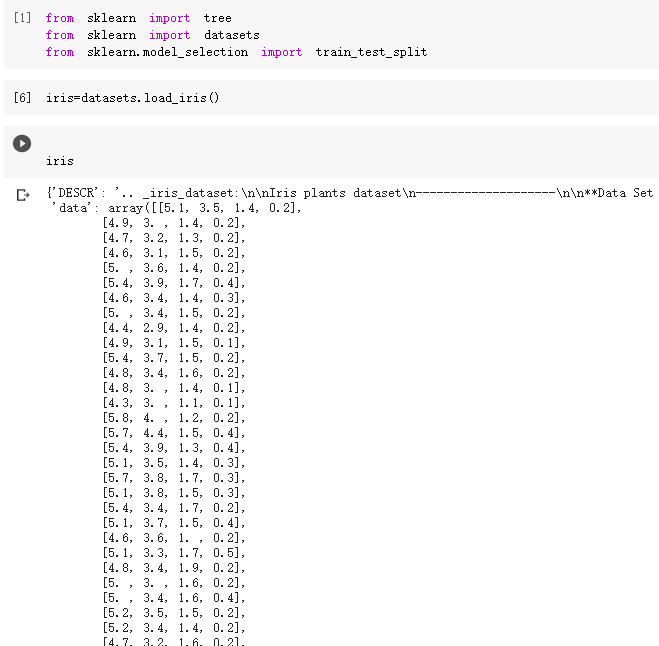 [1] from sklearn import tree
from sklearn import datasets
from sklearn.model_selection import train_test_split
[6] iris=datasets.load_iris()
iris
{'DESCR': '.. _iris_dataset:\n\nIris plants dataset\n--------------------\n\n**Data Set
'data': array([[5.1, 3.5, 1.4, 0.2],
[4.9, 3. , 1.4, 0.2],
[4.7, 3.2, 1.3, 0.2],
[4.6, 3.1, 1.5, 0.2],
[5. , 3.6, 1.4, 0.2],
[5.4, 3.9, 1.7, 0.4],
[4.6, 3.4, 1.4, 0.3],
[5. , 3.4, 1.5, 0.2],
[4.4, 2.9, 1.4, 0.2],
[4.9, 3.1, 1.5, 0.1],
[5.4, 3.7, 1.5, 0.2],
[4.8, 3.4, 1.6, 0.2],
[4.8, 3. , 1.4, 0.1],
[4.3, 3. , 1.1, 0.1],
[5.8, 4. , 1.2, 0.2],
[5.7, 4.4, 1.5, 0.4],
[5.4, 3.9, 1.3, 0.4],
[5.1, 3.5, 1.4, 0.3],
[5.7, 3.8, 1.7, 0.3],
[5.1, 3.8, 1.5, 0.3],
[5.4, 3.4, 1.7, 0.2],
[5.1, 3.7, 1.5, 0.4],
[4.6, 3.6, 1. , 0.2],
[5.1, 3.3, 1.7, 0.5],
[4.8, 3.4, 1.9, 0.2],
[5. , 3. , 1.6, 0.2],
[5. , 3.4, 1.6, 0.4],
[5.2, 3.5, 1.5, 0.2],
[5.2, 3.4, 1.4, 0.2],
[4.7, 3.2, 1.6, 0.2],